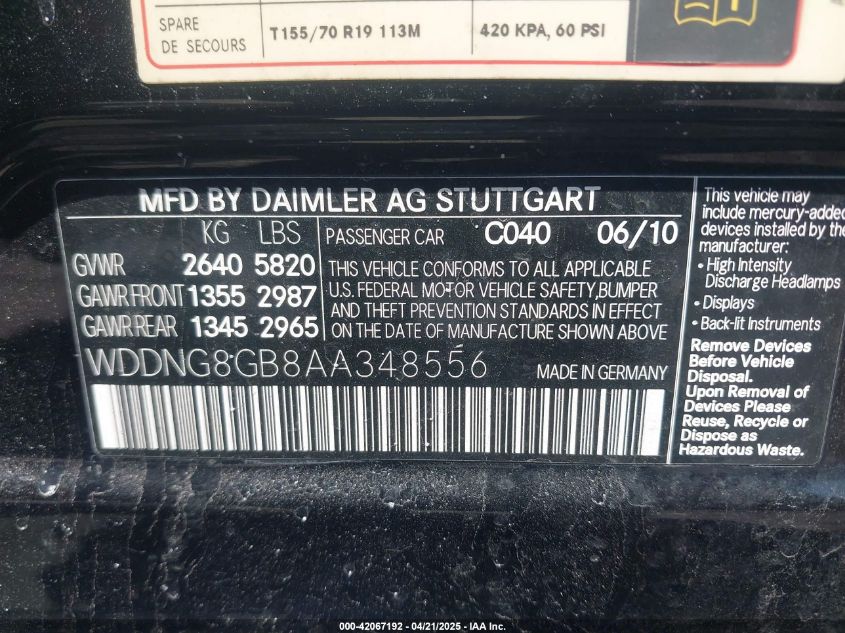 SPARE
DE SECOURS
T155/70 R19 113M
420 KPA, 60 PSI
MFD BY DAIMLER AG STUTTGART
KG LBS
GVWR 2640 5820
GAWR FRONT 1355 2987
GAWR REAR 1345 2965
PASSENGER CAR C040 06/10
THIS VEHICLE CONFORMS TO ALL APPLICABLE
U.S. FEDERAL MOTOR VEHICLE SAFETY,BUMPER
AND THEFT PREVENTION STANDARDS IN EFFECT
ON THE DATE OF MANUFACTURE SHOWN ABOVE
WDDNG8GB8AA348556
MADE IN GERMANY
This vehicle may
include mercury-added
devices installed by the
manufacturer:
• High Intensity
Discharge Headlamps
• Displays
• Back-lit Instruments
Remove Devices
Before Vehicle
Disposal.
Upon Removal of
Devices Please
Reuse, Recycle or
Dispose as
Hazardous Waste.
000-42067192 - 04/21/2025 - IAA Inc.